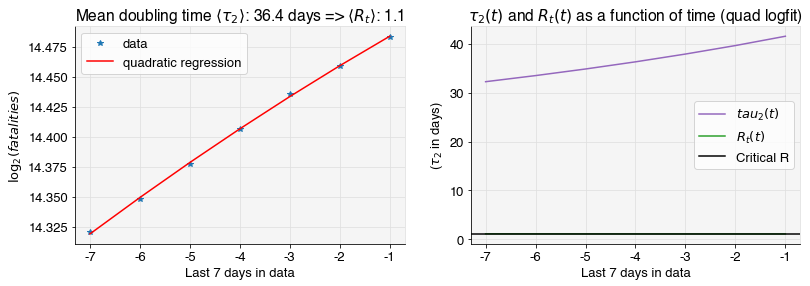 Mean doubling time ⟨τ₂⟩: 36.4 days => ⟨Rₜ⟩: 1.1
data
quadratic regression
log₂(fatalities)
14.475
14.450
14.425
14.400
14.375
14.350
14.325
-7 -6 -5 -4 -3 -2 -1
Last 7 days in data
τ₂(t) and Rₜ(t) as a function of time (quad logfit)
tau₂(t)
Rₜ(t)
Critical R
(τ₂ in days)
40
30
20
10
0
-7 -6 -5 -4 -3 -2 -1
Last 7 days in data